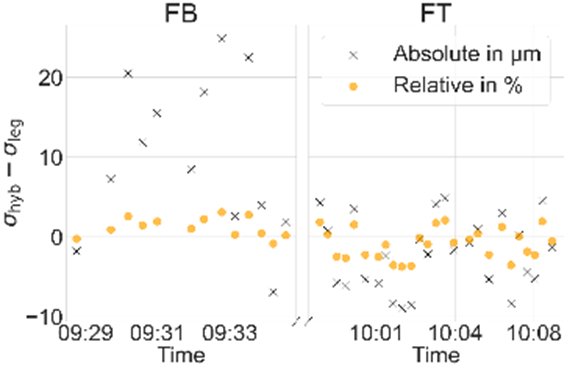 FB
FT
Absolute in μm
Relative in %
σhyb − σleg
20
10
0
−10
09:29 09:31 09:33
10:01 10:04 10:08
Time
Time